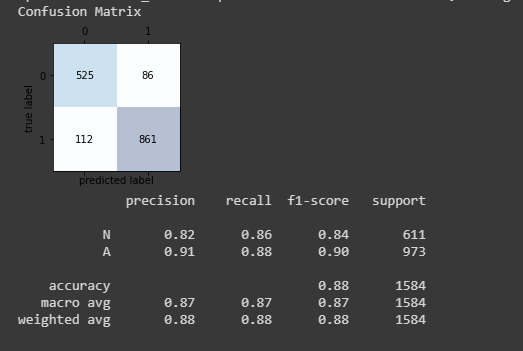 Confusion Matrix
0 1
0 525 86
1 112 861
true label
predicted label
precision recall f1-score support
N 0.82 0.86 0.84 611
A 0.91 0.88 0.90 973
accuracy 0.88 1584
macro avg 0.87 0.87 0.87 1584
weighted avg 0.88 0.88 0.88 1584